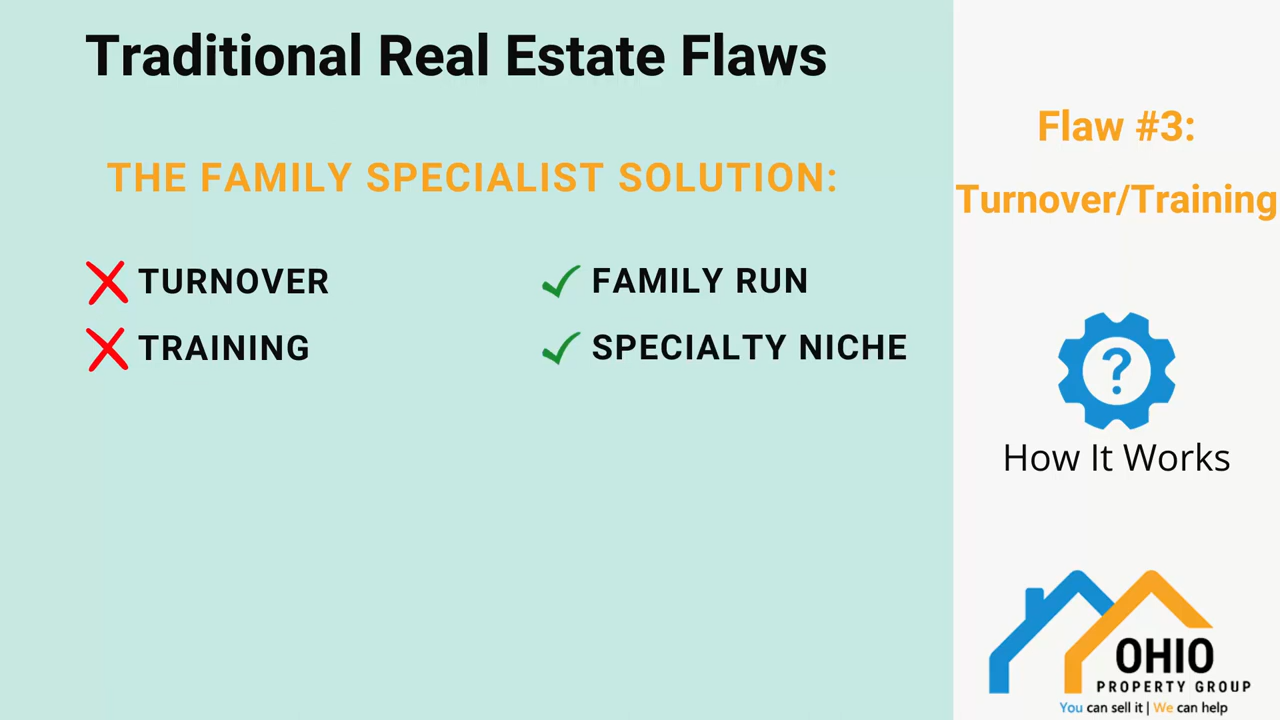 Traditional Real Estate Flaws
THE FAMILY SPECIALIST SOLUTION:
TURNOVER
TRAINING
FAMILY RUN
SPECIALTY NICHE
Flaw #3:
Turnover/Training
?
How It Works
OHIO
PROPERTY GROUP
You can sell it | We can help